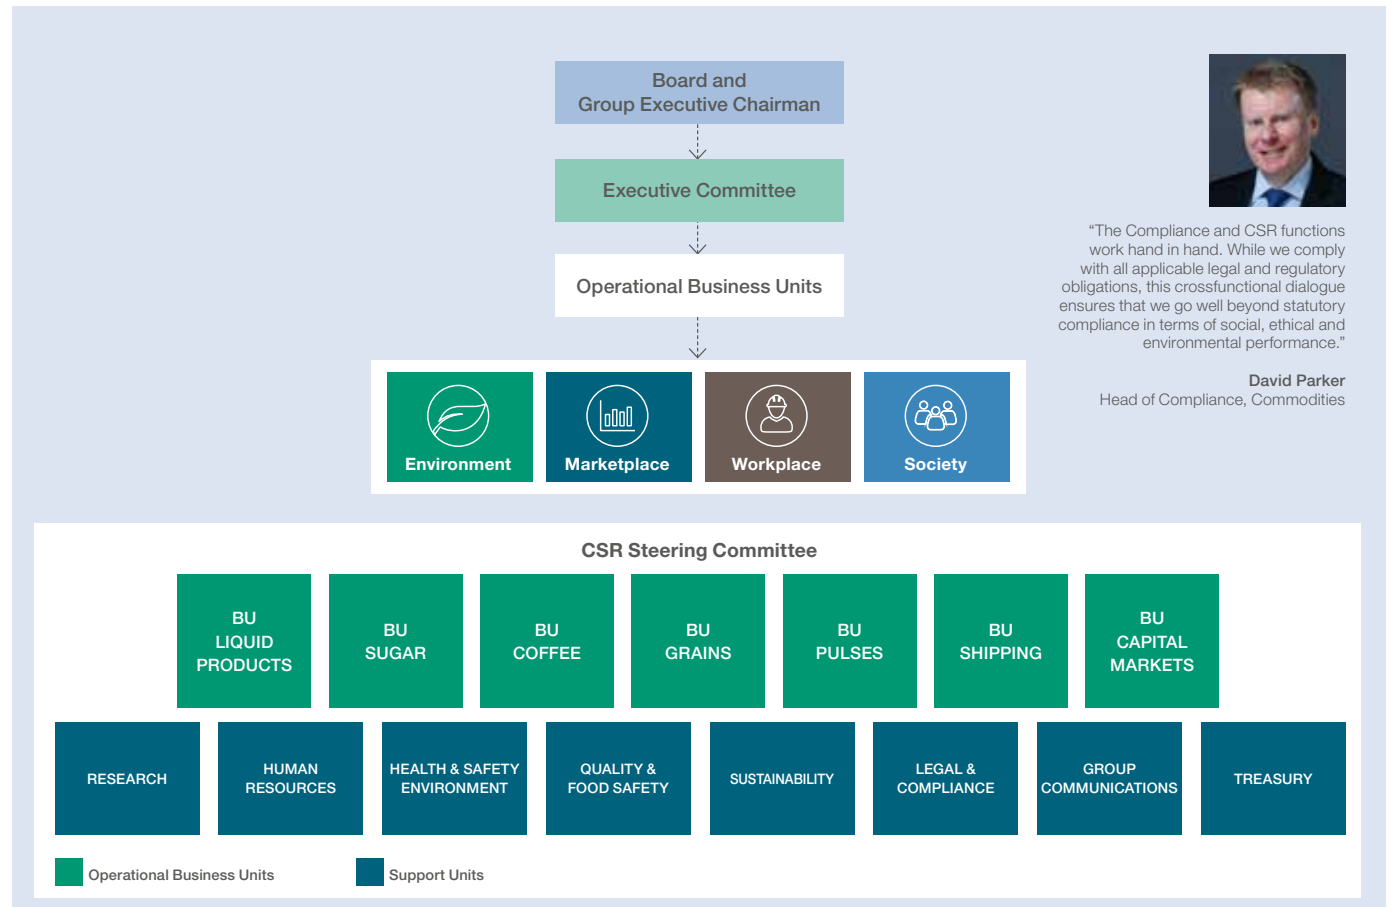 Board and
Group Executive Chairman
Executive Committee
Operational Business Units
Environment
Marketplace
Workplace
Society
“The Compliance and CSR functions
work hand in hand. While we comply
with all applicable legal and regulatory
obligations, this crossfunctional dialogue
ensures that we go well beyond statutory
compliance in terms of social, ethical and
environmental performance.”
David Parker
Head of Compliance, Commodities
CSR Steering Committee
BU
LIQUID
PRODUCTS
BU
SUGAR
BU
COFFEE
BU
GRAINS
BU
PULSES
BU
SHIPPING
BU
CAPITAL
MARKETS
RESEARCH
HUMAN
RESOURCES
HEALTH & SAFETY
ENVIRONMENT
QUALITY &
FOOD SAFETY
SUSTAINABILITY
LEGAL &
COMPLIANCE
GROUP
COMMUNICATIONS
TREASURY
Operational Business Units
Support Units